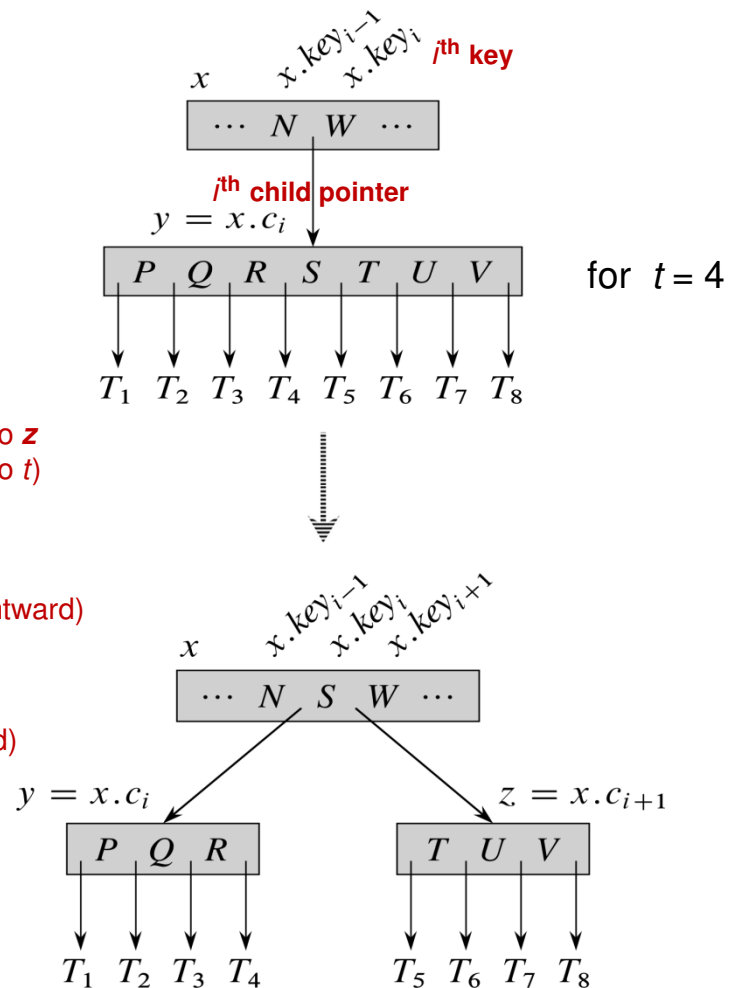 x x.key_{i−1} x.key_i i^th key
⋯ N W ⋯
i^th child pointer
y = x.c_i
P Q R S T U V for t = 4
T_1 T_2 T_3 T_4 T_5 T_6 T_7 T_8
o z
o t)
tward)
x x.key_{i−1} x.key_i x.key_{i+1}
⋯ N S W ⋯
d)
y = x.c_i z = x.c_{i+1}
P Q R T U V
T_1 T_2 T_3 T_4 T_5 T_6 T_7 T_8